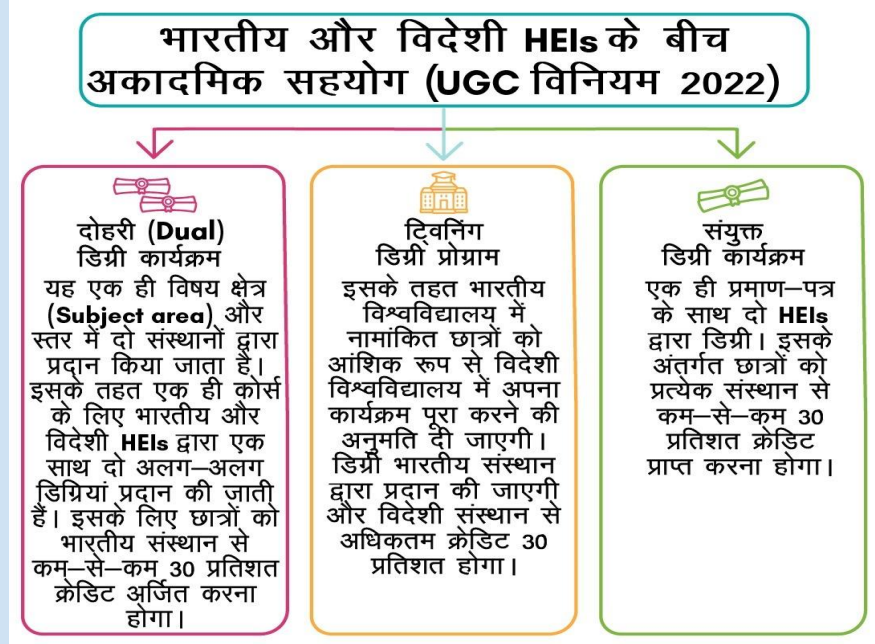 भारतीय और विदेशी HEIs के बीच
अकादमिक सहयोग (UGC विनियम 2022)
दोहरी (Dual)
डिग्री कार्यक्रम
यह एक ही विषय क्षेत्र
(Subject area) और
स्तर में दो संस्थानों द्वारा
प्रदान किया जाता है।
इसके तहत एक ही कोर्स
के लिए भारतीय और
विदेशी HEIs द्वारा एक
साथ दो अलग–अलग
डिग्रियां प्रदान की जाती
हैं। इसके लिए छात्रों को
भारतीय संस्थान से
कम–से–कम 30 प्रतिशत
क्रेडिट अर्जित करना
होगा।
ट्विनिंग
डिग्री प्रोग्राम
इसके तहत भारतीय
विश्वविद्यालय में
नामांकित छात्रों को
आंशिक रूप से विदेशी
विश्वविद्यालय में अपना
कार्यक्रम पूरा करने की
अनुमति दी जाएगी।
डिग्री भारतीय संस्थान
द्वारा प्रदान की जाएगी
और विदेशी संस्थान से
अधिकतम क्रेडिट 30
प्रतिशत होगा।
संयुक्त
डिग्री कार्यक्रम
एक ही प्रमाण–पत्र
के साथ दो HEIs
द्वारा डिग्री। इसके
अंतर्गत छात्रों को
प्रत्येक संस्थान से
कम–से–कम 30
प्रतिशत क्रेडिट
प्राप्त करना होगा।